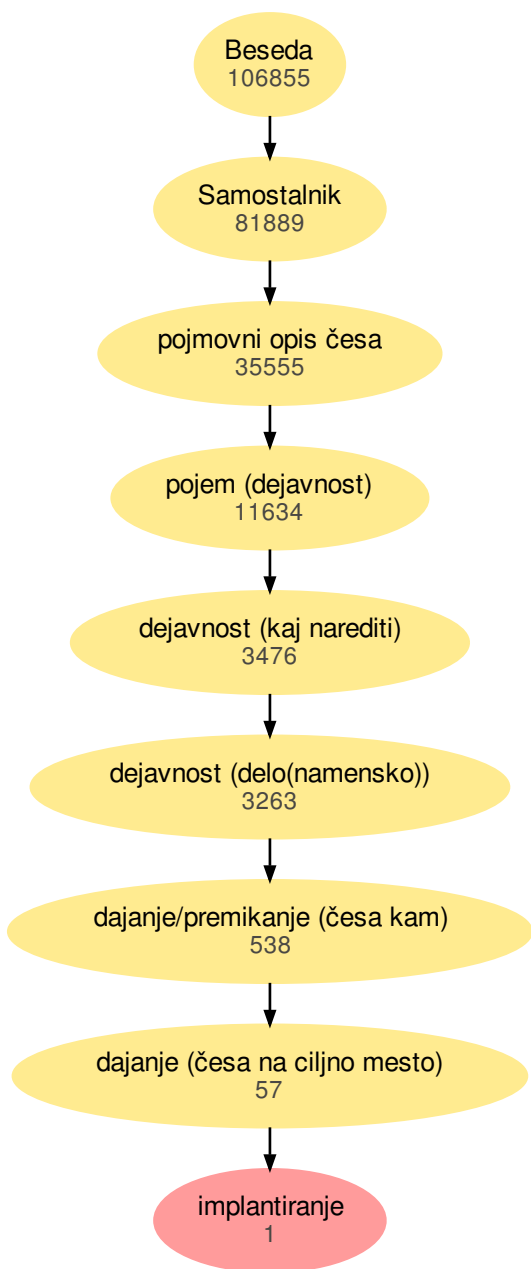 Beseda
106855
Samostalnik
81889
pojmovni opis česa
35555
pojem (dejavnost)
11634
dejavnost (kaj narediti)
3476
dejavnost (delo(namensko))
3263
dajanje/premikanje (česa kam)
538
dajanje (česa na ciljno mesto)
57
implantiranje
1